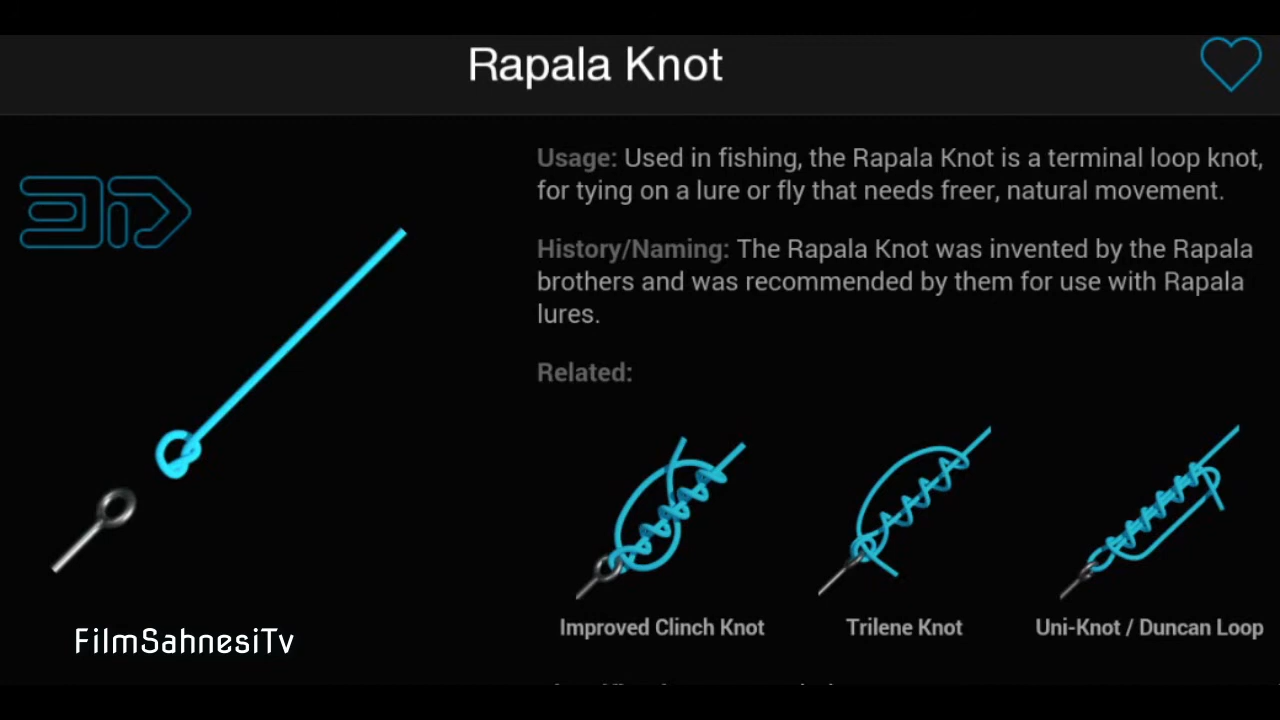 Rapala Knot
3D
Usage: Used in fishing, the Rapala Knot is a terminal loop knot,
for tying on a lure or fly that needs freer, natural movement.
History/Naming: The Rapala Knot was invented by the Rapala
brothers and was recommended by them for use with Rapala
lures.
Related:
Improved Clinch Knot
Trilene Knot
Uni-Knot / Duncan Loop
FilmSahnesiTv